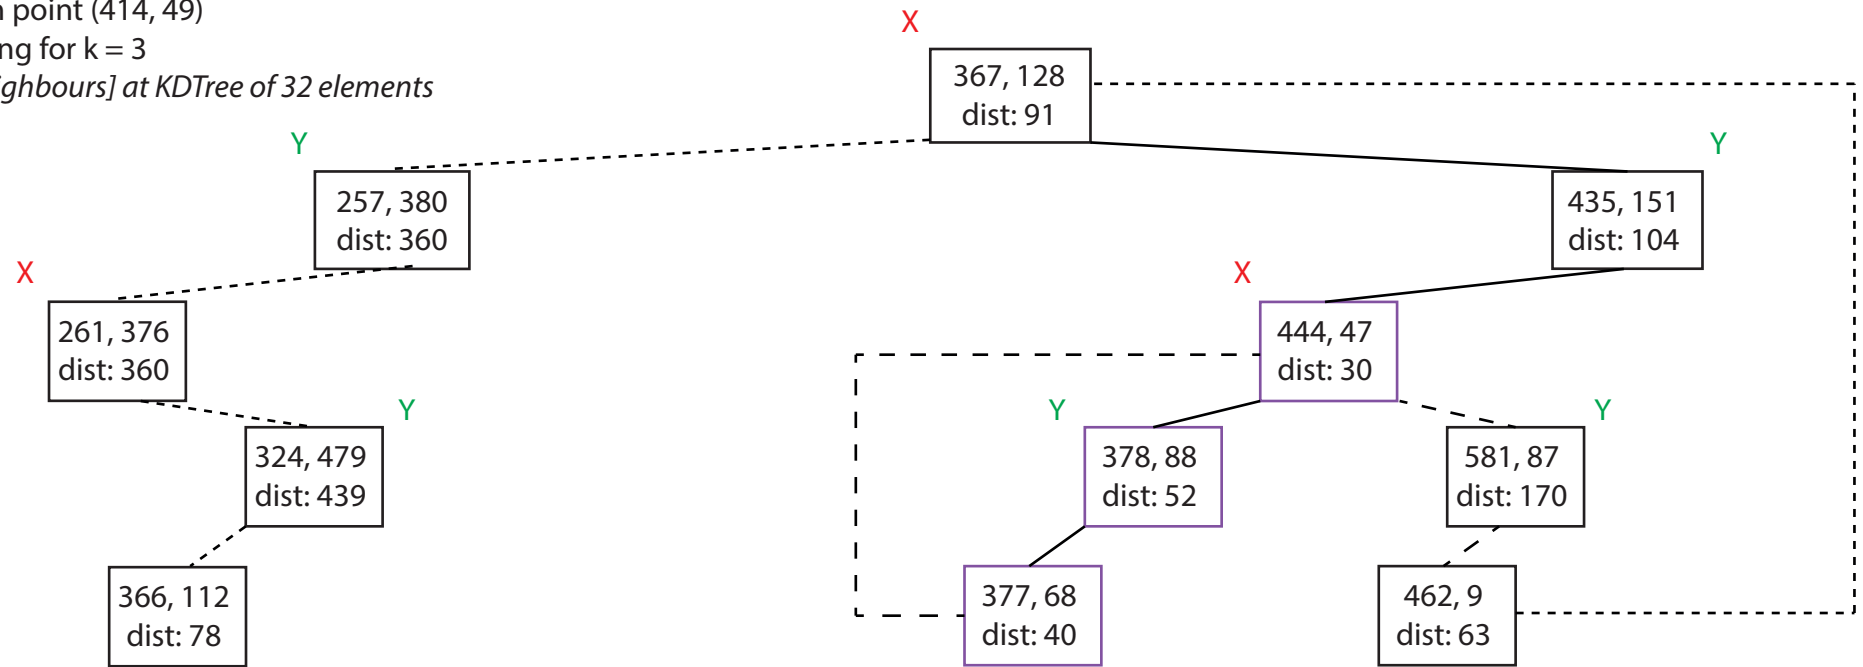 point (414, 49)
for k = 3
at KDTree of 32 elements
X
367, 128
dist: 91
Y
Y
257, 380
dist: 360
435, 151
dist: 104
X
X
261, 376
dist: 360
444, 47
dist: 30
Y
Y
Y
324, 479
dist: 439
378, 88
dist: 52
581, 87
dist: 170
366, 112
dist: 78
377, 68
dist: 40
462, 9
dist: 63